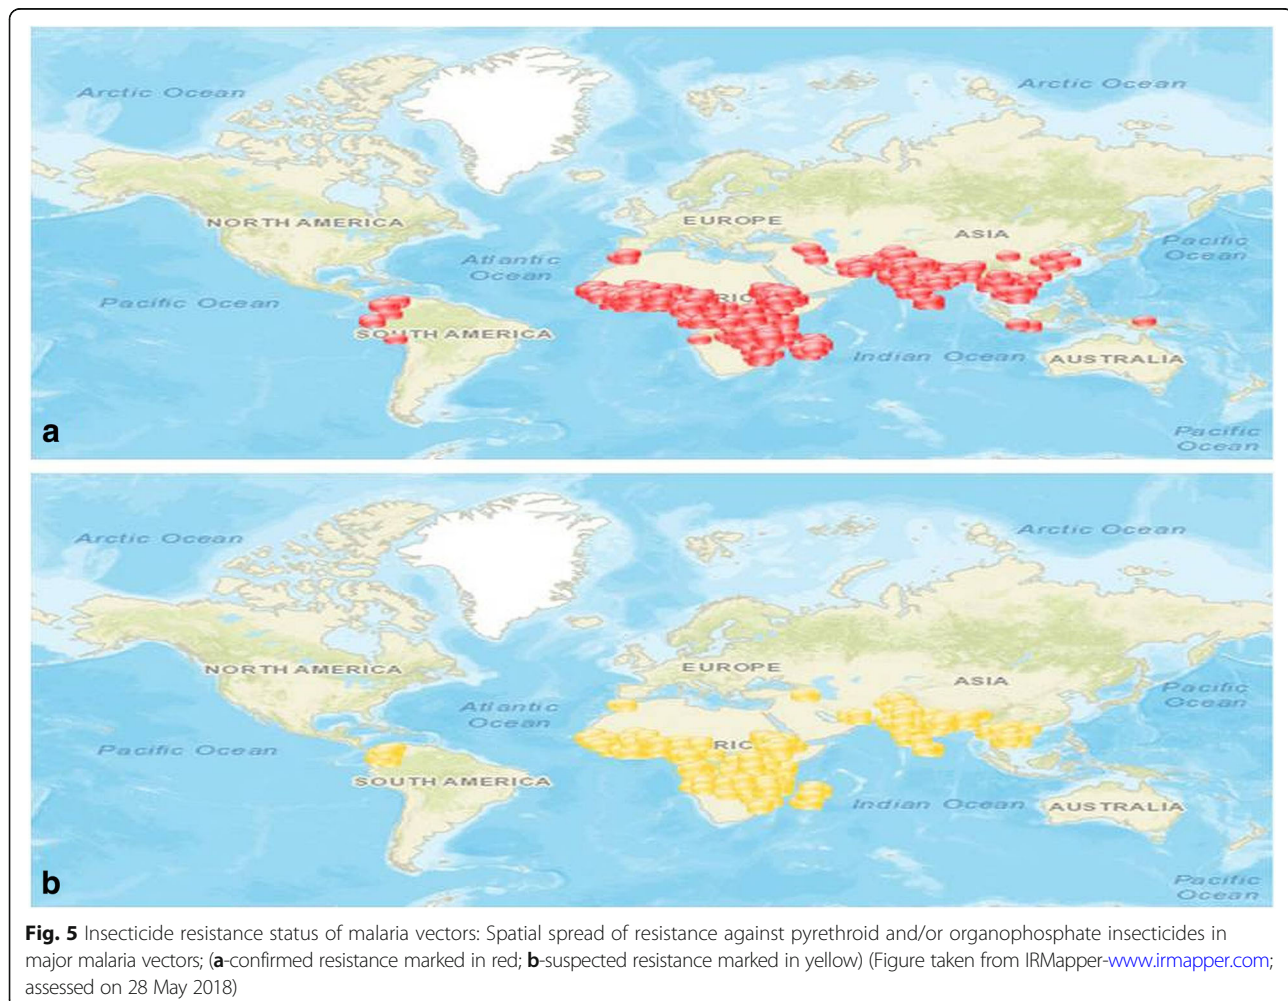 Arctic Ocean
Arctic Ocean
NORTH AMERICA
EUROPE
ASIA
Atlantic
Ocean
Pacific
Ocean
Pacific Ocean
RIC
SOUTH AMERICA
Indian Ocean
AUSTRALIA
Pacific
Ocean
a
Arctic Ocean
Arctic Ocean
NORTH AMERICA
EUROPE
ASIA
Atlantic
Ocean
Pacific
Ocean
Pacific Ocean
RIC
SOUTH AMERICA
Indian Ocean
AUSTRALIA
Pacific
Ocean
b
Fig. 5 Insecticide resistance status of malaria vectors: Spatial spread of resistance against pyrethroid and/or organophosphate insecticides in
major malaria vectors; (a-confirmed resistance marked in red; b-suspected resistance marked in yellow) (Figure taken from IRMapper-www.irmapper.com;
assessed on 28 May 2018)